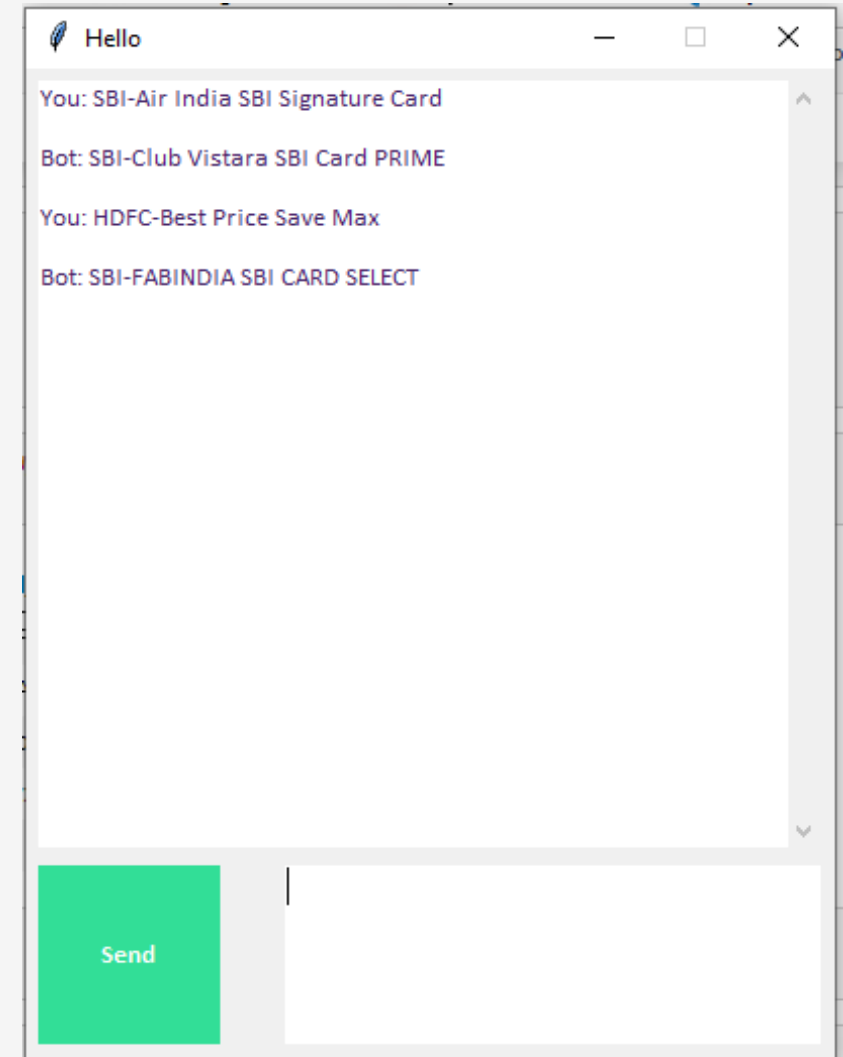 Hello
You: SBI-Air India SBI Signature Card
Bot: SBI-Club Vistara SBI Card PRIME
You: HDFC-Best Price Save Max
Bot: SBI-FABINDIA SBI CARD SELECT
Send